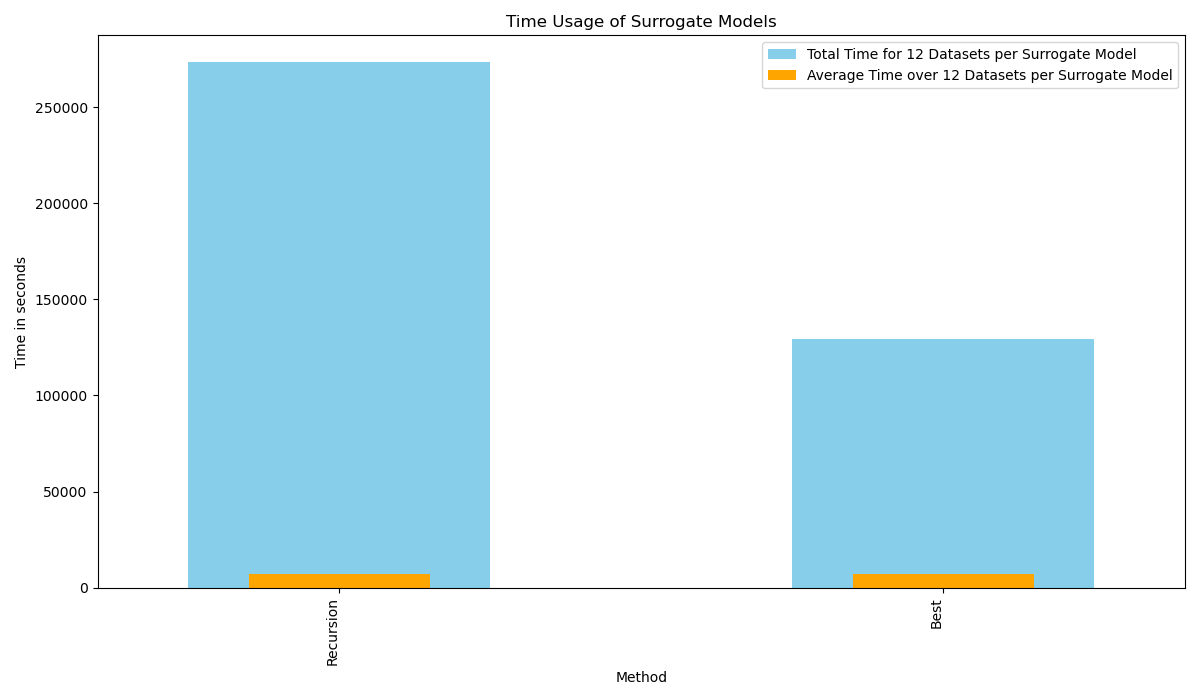 Time Usage of Surrogate Models
Total Time for 12 Datasets per Surrogate Model
Average Time over 12 Datasets per Surrogate Model
250000
200000
150000
100000
50000
0
Time in seconds
Recursion
Best
Method